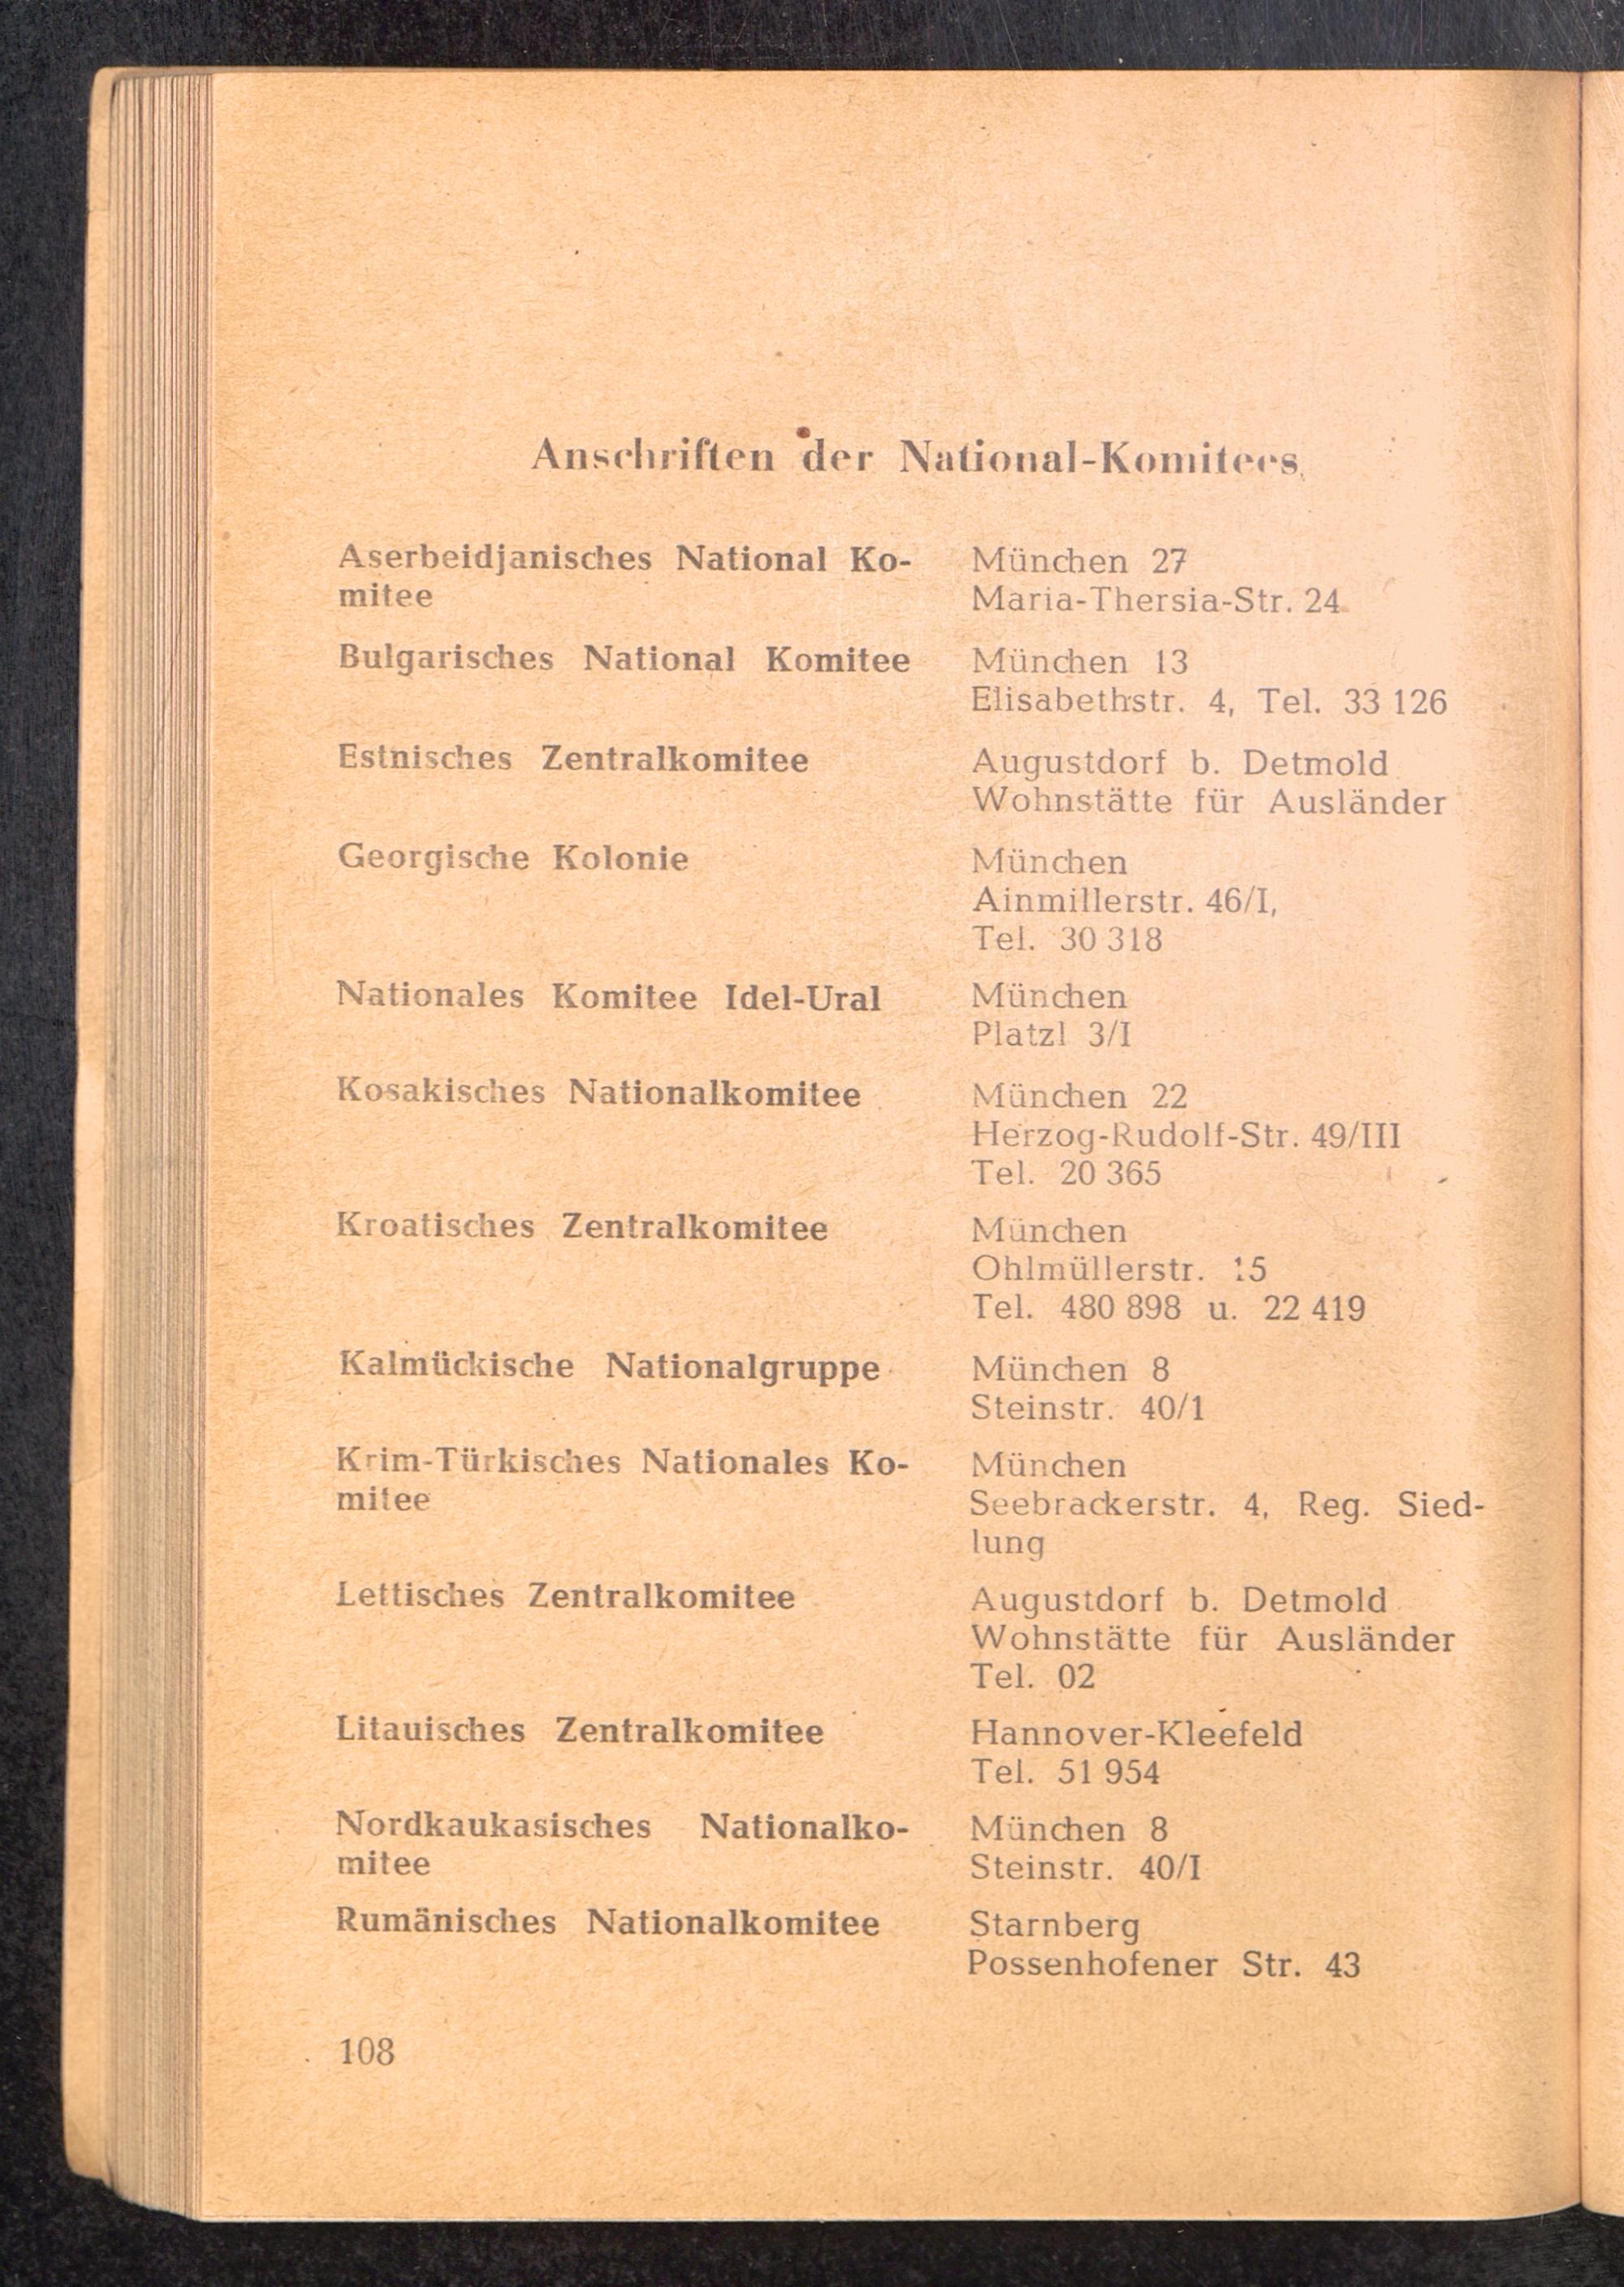 Anschriften der National-Komitees
Aserbeidjanisches National Ko-
mitee
München 27
Maria-Thersia-Str. 24
Bulgarisches National Komitee
München 13
Elisabethstr. 4, Tel. 33 126
Estnisches Zentralkomitee
Augustdorf b. Detmold
Wohnstätte für Ausländer
Georgische Kolonie
München
Ainmillerstr. 46/I,
Tel. 30 318
Nationales Komitee Idel-Ural
München
Platzl 3/I
Kosakisches Nationalkomitee
München 22
Herzog-Rudolf-Str. 49/III
Tel. 20 365
Kroatisches Zentralkomitee
München
Ohlmüllerstr. 15
Tel. 480 898 u. 22 419
Kalmückische Nationalgruppe
München 8
Steinstr. 40/1
Krim-Türkisches Nationales Ko-
mitee
München
Seebrackerstr. 4, Reg. Sied-
lung
Lettisches Zentralkomitee
Augustdorf b. Detmold
Wohnstätte für Ausländer
Tel. 02
Litauisches Zentralkomitee
Hannover-Kleefeld
Tel. 51 954
Nordkaukasisches Nationalko-
mitee
München 8
Steinstr. 40/I
Rumänisches Nationalkomitee
Starnberg
Possenhofener Str. 43
108